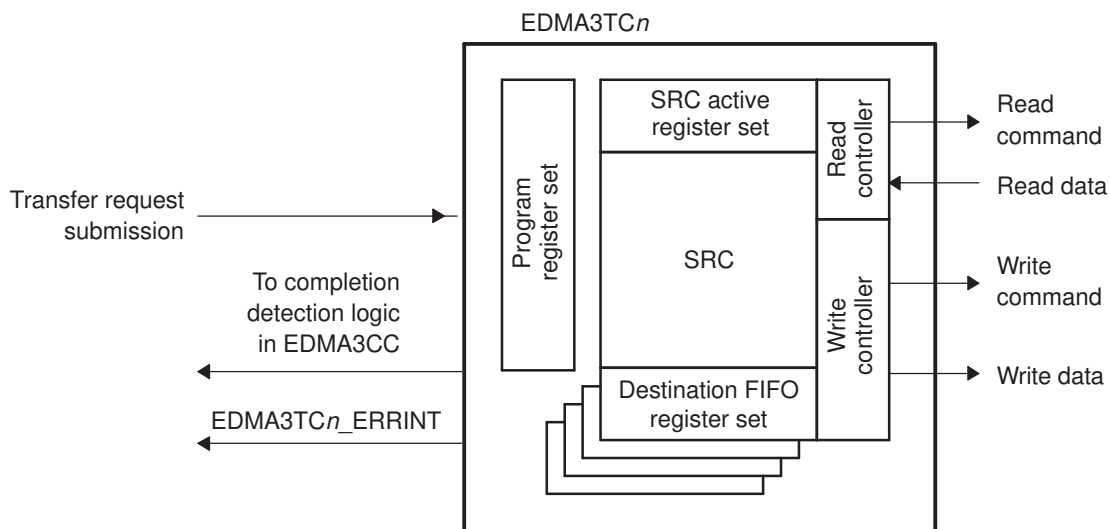 EDMA3TCn
SRC active
register set
Read
controller
Read
command
Read data
Program
register set
Transfer request
submission
SRC
Write
controller
Write
command
Write data
To completion
detection logic
in EDMA3CC
Destination FIFO
register set
EDMA3TCn_ERRINT